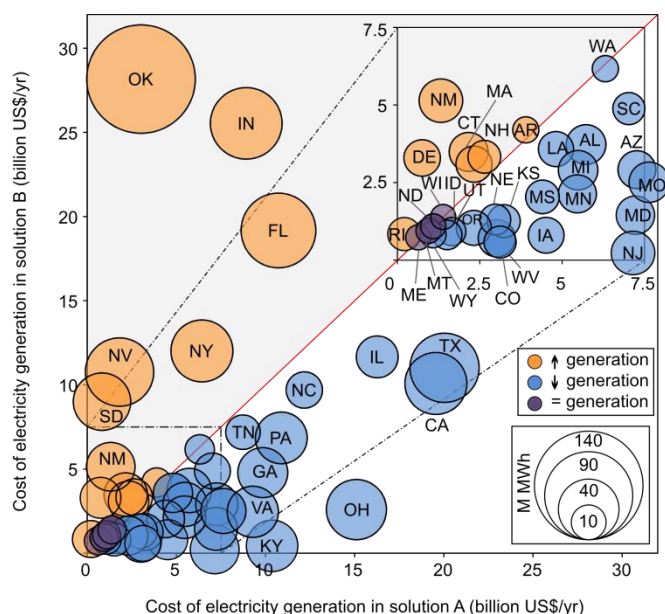 Cost of electricity generation in solution B (billion US$/yr)
30
25
20
15
10
5
0
OK
IN
FL
NV
NY
SD
NM
7.5
5
2.5
WA
SC
MA
NM
CT
NH
AR
LA
AL
AZ
DE
MI
MO
WI
ID
UT
NE
KS
ND
MS
MN
RI
OR
IA
MD
NJ
ME
MT
WY
CO
WV
2.5
5
7.5
IL
TX
NC
CA
TN
PA
GA
VA
OH
KY
↑ generation
↓ generation
= generation
M MWh
140
90
40
10
0
5
10
15
20
25
30
Cost of electricity generation in solution A (billion US$/yr)